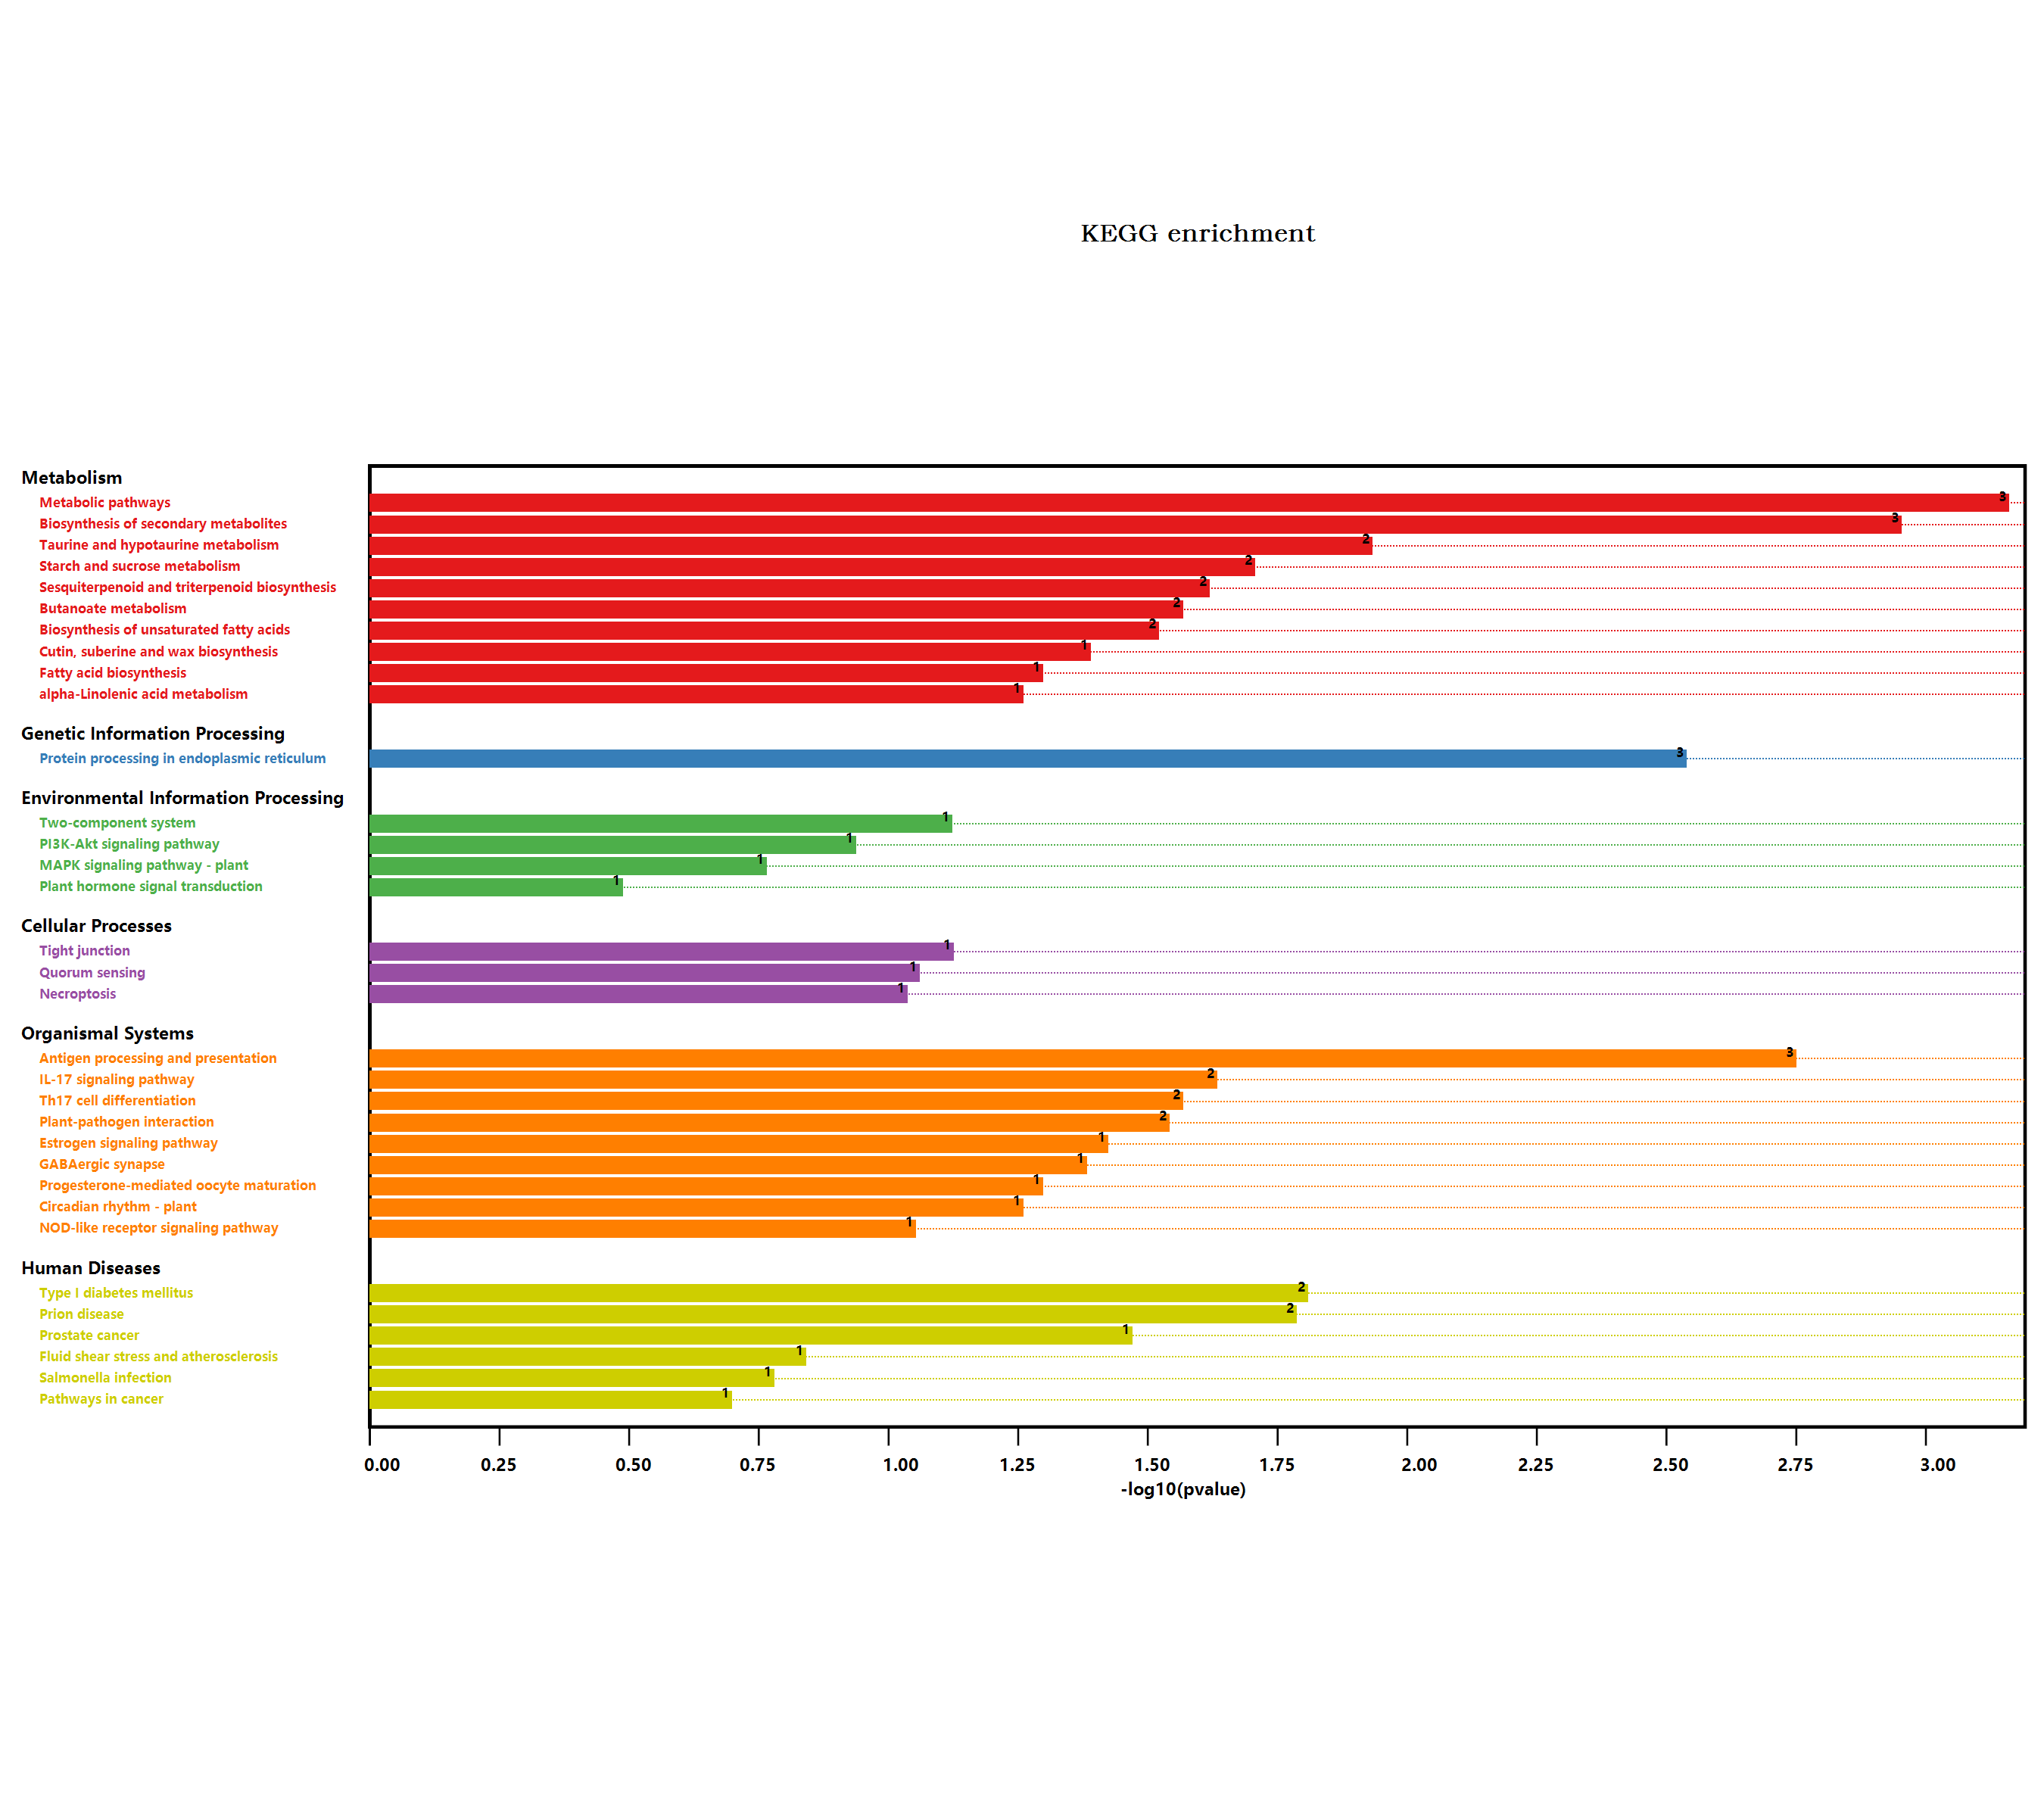 KEGG enrichment
Metabolism
Metabolic pathways 3
Biosynthesis of secondary metabolites 3
Taurine and hypotaurine metabolism 2
Starch and sucrose metabolism 2
Sesquiterpenoid and triterpenoid biosynthesis 2
Butanoate metabolism 2
Biosynthesis of unsaturated fatty acids 2
Cutin, suberine and wax biosynthesis 1
Fatty acid biosynthesis 1
alpha-Linolenic acid metabolism 1
Genetic Information Processing
Protein processing in endoplasmic reticulum 3
Environmental Information Processing
Two-component system 1
PI3K-Akt signaling pathway 1
MAPK signaling pathway - plant 1
Plant hormone signal transduction 1
Cellular Processes
Tight junction 1
Quorum sensing 1
Necroptosis 1
Organismal Systems
Antigen processing and presentation 3
IL-17 signaling pathway 2
Th17 cell differentiation 2
Plant-pathogen interaction 2
Estrogen signaling pathway 1
GABAergic synapse 1
Progesterone-mediated oocyte maturation 1
Circadian rhythm - plant 1
NOD-like receptor signaling pathway 1
Human Diseases
Type I diabetes mellitus 2
Prion disease 2
Prostate cancer 1
Fluid shear stress and atherosclerosis 1
Salmonella infection 1
Pathways in cancer 1
0.00 0.25 0.50 0.75 1.00 1.25 1.50 1.75 2.00 2.25 2.50 2.75 3.00
-log10(pvalue)